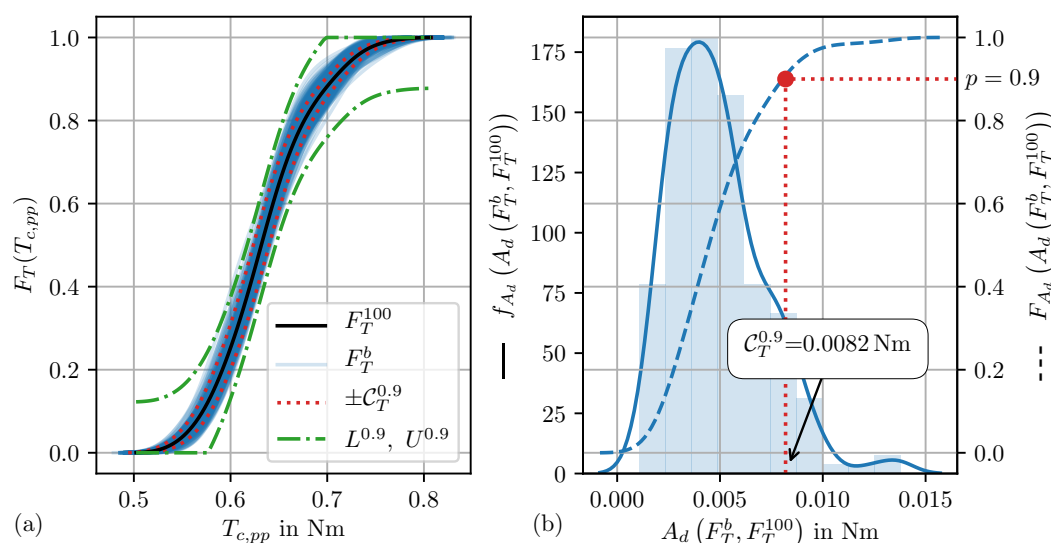 1.0
0.8
0.6
0.4
0.2
0.0
F_T(T_{c,pp})
F_T^{100}
F_T^b
±C_T^{0.9}
L^{0.9}, U^{0.9}
0.5 0.6 0.7 0.8
(a) T_{c,pp} in Nm
175
150
125
100
75
50
25
0
f_{A_d}(A_d(F_T^b, F_T^{100}))
C_T^{0.9}=0.0082 Nm
1.0
p = 0.9
0.8
0.6
0.4
0.2
0.0
F_{A_d}(A_d(F_T^b, F_T^{100}))
0.000 0.005 0.010 0.015
(b) A_d(F_T^b, F_T^{100}) in Nm